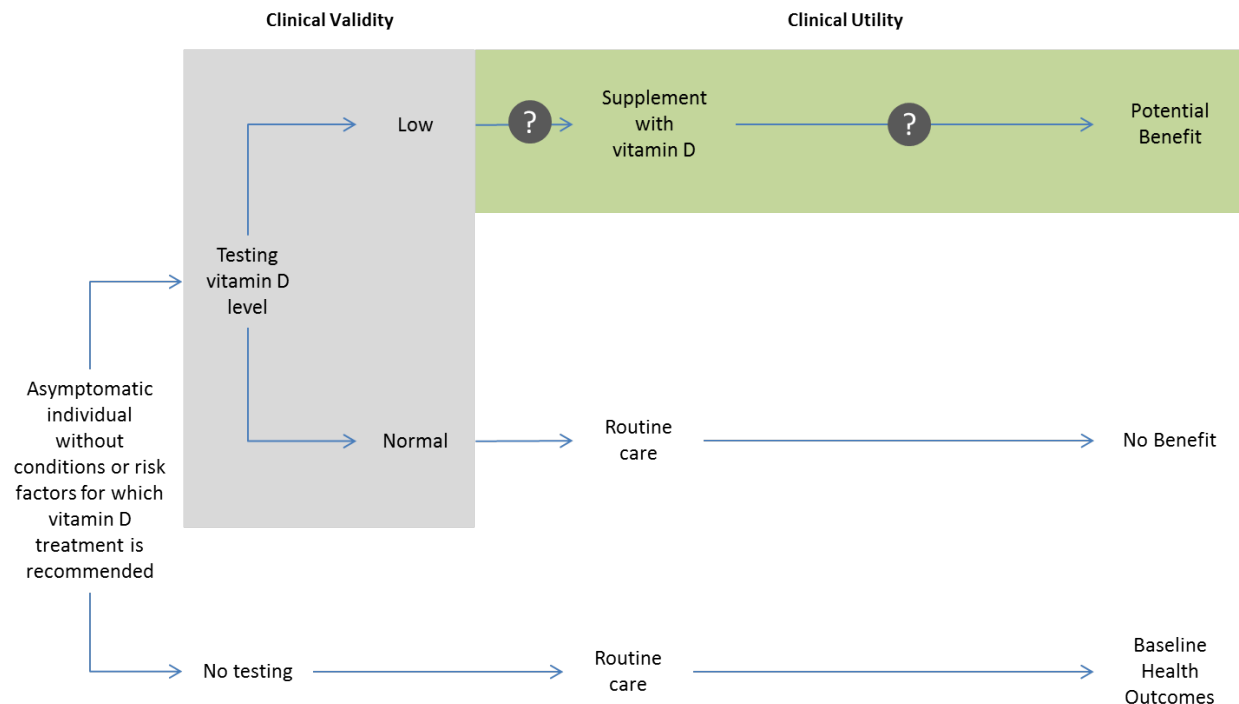 Clinical Validity
Clinical Utility
Low
?
Supplement
with
vitamin D
?
Potential
Benefit
Testing
vitamin D
level
Normal
Routine
care
No Benefit
Asymptomatic
individual
without
conditions or risk
factors for which
vitamin D
treatment is
recommended
No testing
Routine
care
Baseline
Health
Outcomes